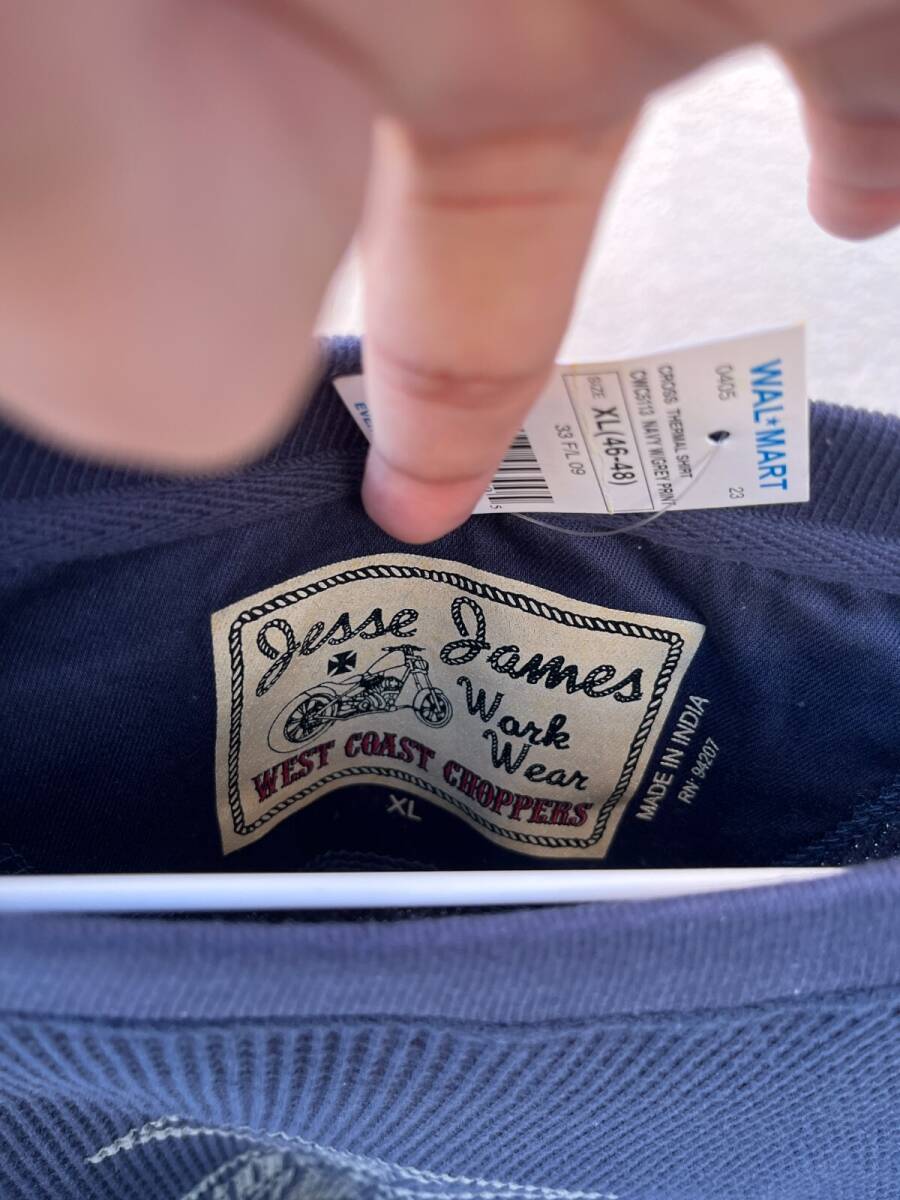 WAL★MART
0405 23
CROSS THERMAL SHIRT
CWC5113 NAVY W/GREY PRINT
SIZE XL(46-48)
33 F/L 09
5
Jesse James
Work
Wear
WEST COAST CHOPPERS
XL
MADE IN INDIA
RN: 94207